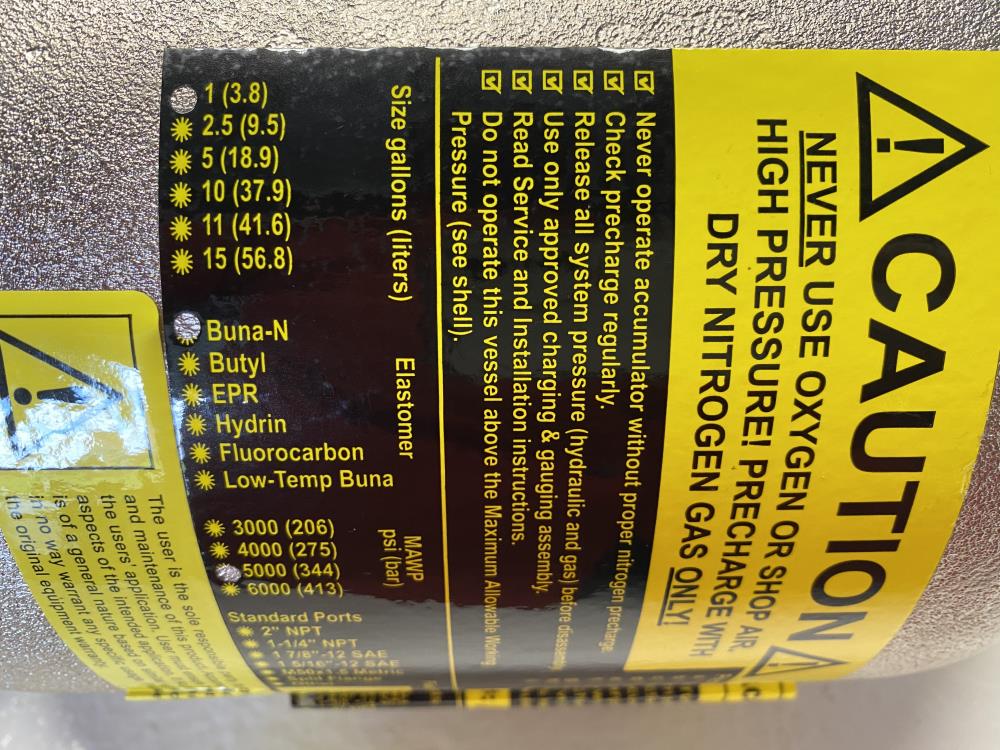 CAUTION
NEVER USE OXYGEN OR SHOP AIR
HIGH PRESSURE! PRECHARGE WITH
DRY NITROGEN GAS ONLY!
Never operate accumulator without proper nitrogen precharge.
Check precharge regularly.
Release all system pressure (hydraulic and gas) before disassembly
Use only approved charging & gauging assembly.
Read Service and Installation instructions.
Do not operate this vessel above the Maximum Allowable Working
Pressure (see shell).
Size gallons (liters)
1 (3.8)
2.5 (9.5)
5 (18.9)
10 (37.9)
11 (41.6)
15 (56.8)
Elastomer
Buna-N
Butyl
EPR
Hydrin
Fluorocarbon
Low-Temp Buna
MAWP
psi (bar)
3000 (206)
4000 (275)
5000 (344)
6000 (413)
Standard Ports
2" NPT
1-1/4" NPT
1 7/8"-12 SAE
1 5/16"-12 SAE
Metric
Split Flange
The user is the sole responsible
and maintenance of this product
the users' application. User must
aspects of the intended application
is of a general nature based on
in no way warrant any specific
the original equipment warranty.